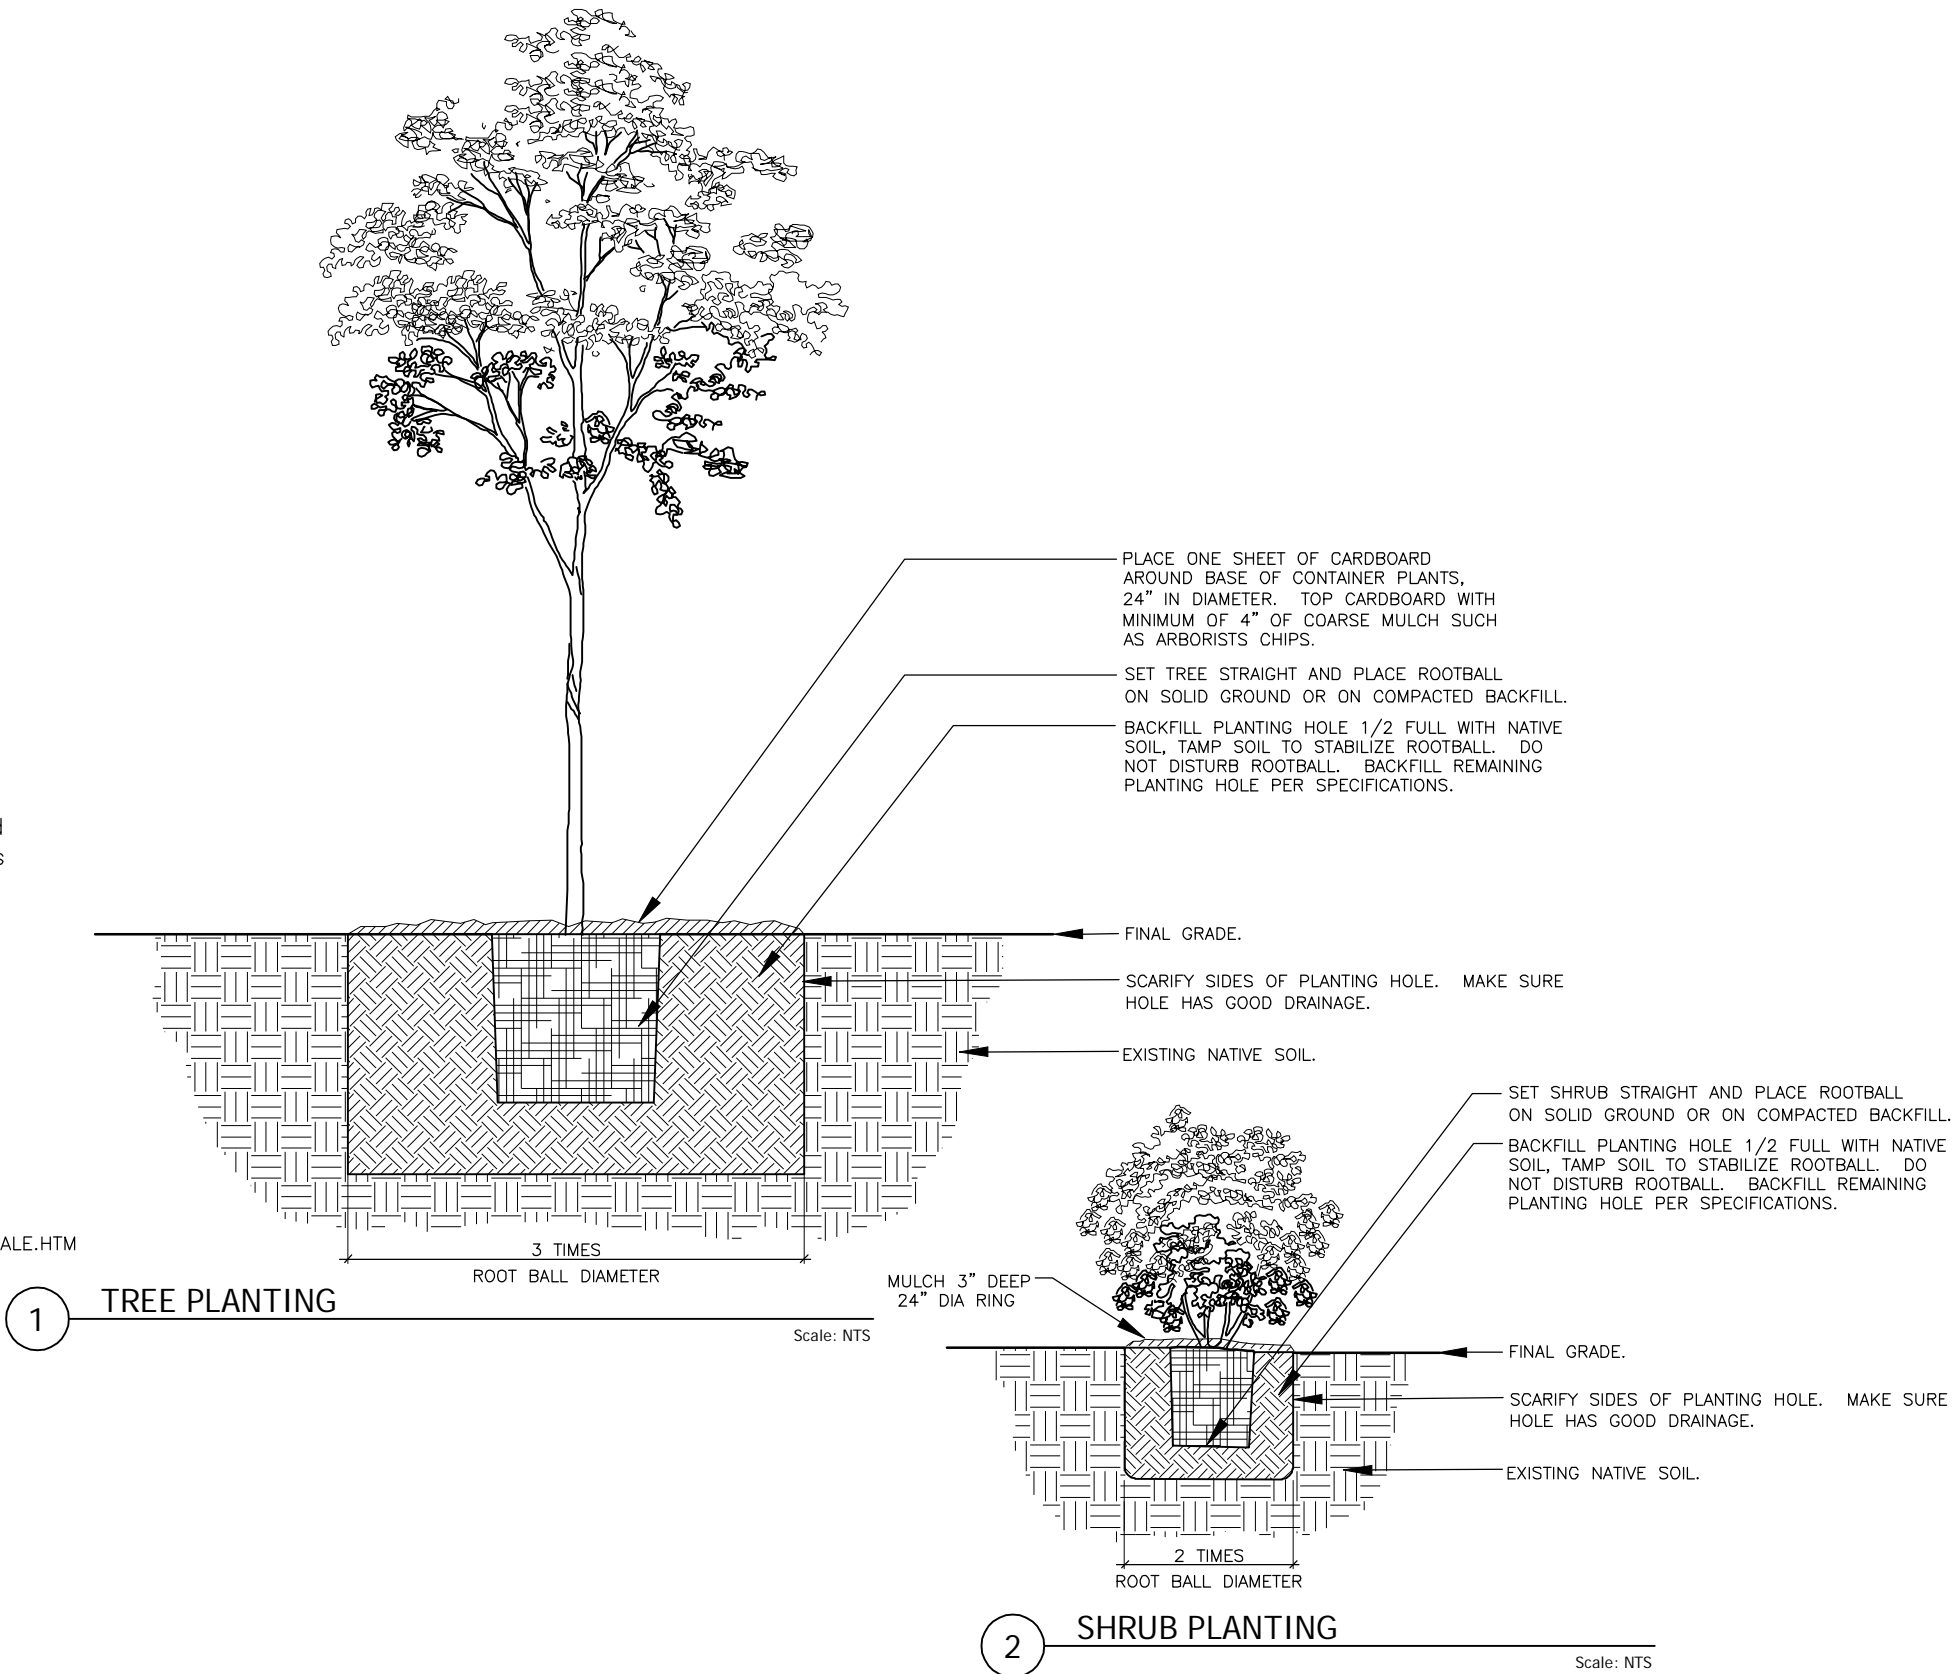 PLACE ONE SHEET OF CARDBOARD
AROUND BASE OF CONTAINER PLANTS,
24" IN DIAMETER. TOP CARDBOARD WITH
MINIMUM OF 4" OF COARSE MULCH SUCH
AS ARBORISTS CHIPS.
SET TREE STRAIGHT AND PLACE ROOTBALL
ON SOLID GROUND OR ON COMPACTED BACKFILL.
BACKFILL PLANTING HOLE 1/2 FULL WITH NATIVE
SOIL, TAMP SOIL TO STABILIZE ROOTBALL. DO
NOT DISTURB ROOTBALL. BACKFILL REMAINING
PLANTING HOLE PER SPECIFICATIONS.
FINAL GRADE.
SCARIFY SIDES OF PLANTING HOLE. MAKE SURE
HOLE HAS GOOD DRAINAGE.
EXISTING NATIVE SOIL.
3 TIMES
ROOT BALL DIAMETER
ALE.HTM
1 TREE PLANTING
Scale: NTS
SET SHRUB STRAIGHT AND PLACE ROOTBALL
ON SOLID GROUND OR ON COMPACTED BACKFILL.
BACKFILL PLANTING HOLE 1/2 FULL WITH NATIVE
SOIL, TAMP SOIL TO STABILIZE ROOTBALL. DO
NOT DISTURB ROOTBALL. BACKFILL REMAINING
PLANTING HOLE PER SPECIFICATIONS.
MULCH 3" DEEP
24" DIA RING
FINAL GRADE.
SCARIFY SIDES OF PLANTING HOLE. MAKE SURE
HOLE HAS GOOD DRAINAGE.
EXISTING NATIVE SOIL.
2 TIMES
ROOT BALL DIAMETER
2 SHRUB PLANTING
Scale: NTS